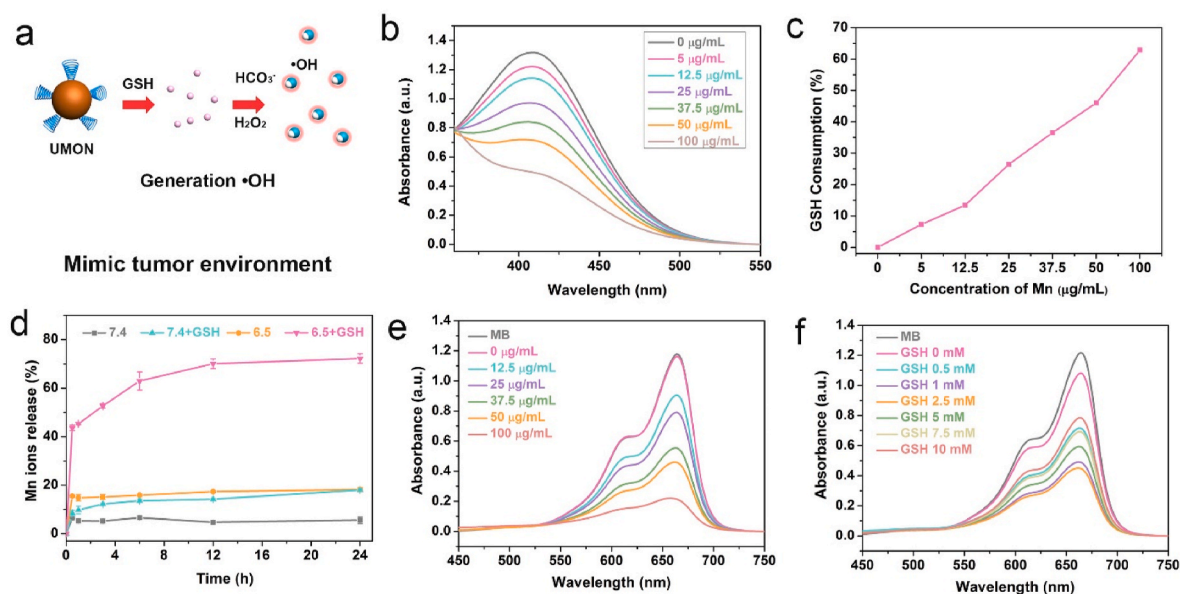 a
UMON
GSH
HCO₃⁻
H₂O₂
•OH
Generation •OH
Mimic tumor environment
b
Absorbance (a.u.)
1.4
1.2
1.0
0.8
0.6
0.4
0.2
0.0
0 μg/mL
5 μg/mL
12.5 μg/mL
25 μg/mL
37.5 μg/mL
50 μg/mL
100 μg/mL
400 450 500 550
Wavelength (nm)
c
GSH Consumption (%)
70
60
50
40
30
20
10
0
0 5 12.5 25 37.5 50 100
Concentration of Mn (μg/mL)
d
7.4 7.4+GSH 6.5 6.5+GSH
Mn ions release (%)
80
60
40
20
0
0 4 8 12 16 20 24
Time (h)
e
Absorbance (a.u.)
1.4
1.2
1.0
0.8
0.6
0.4
0.2
0.0
MB
0 μg/mL
12.5 μg/mL
25 μg/mL
37.5 μg/mL
50 μg/mL
100 μg/mL
450 500 550 600 650 700 750
Wavelength (nm)
f
Absorbance (a.u.)
1.4
1.2
1.0
0.8
0.6
0.4
0.2
0.0
MB
GSH 0 mM
GSH 0.5 mM
GSH 1 mM
GSH 2.5 mM
GSH 5 mM
GSH 7.5 mM
GSH 10 mM
450 500 550 600 650 700 750
Wavelength (nm)